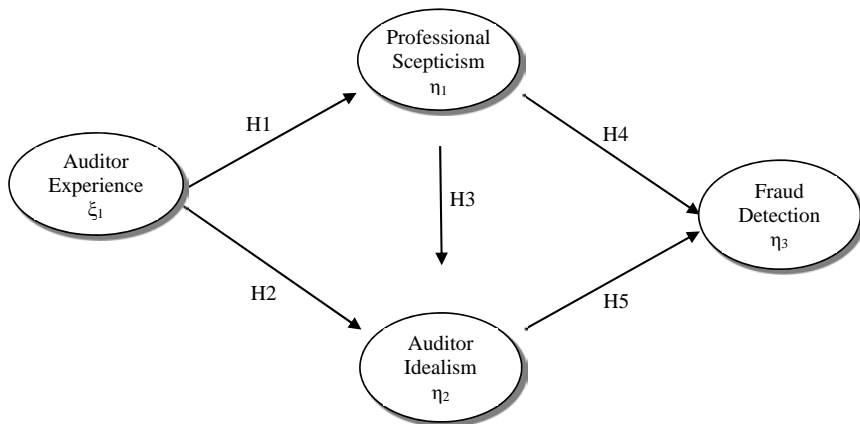 Professional
Scepticism
η1
H1
H4
Auditor
Experience
ξ1
H3
Fraud
Detection
η3
H2
H5
Auditor
Idealism
η2